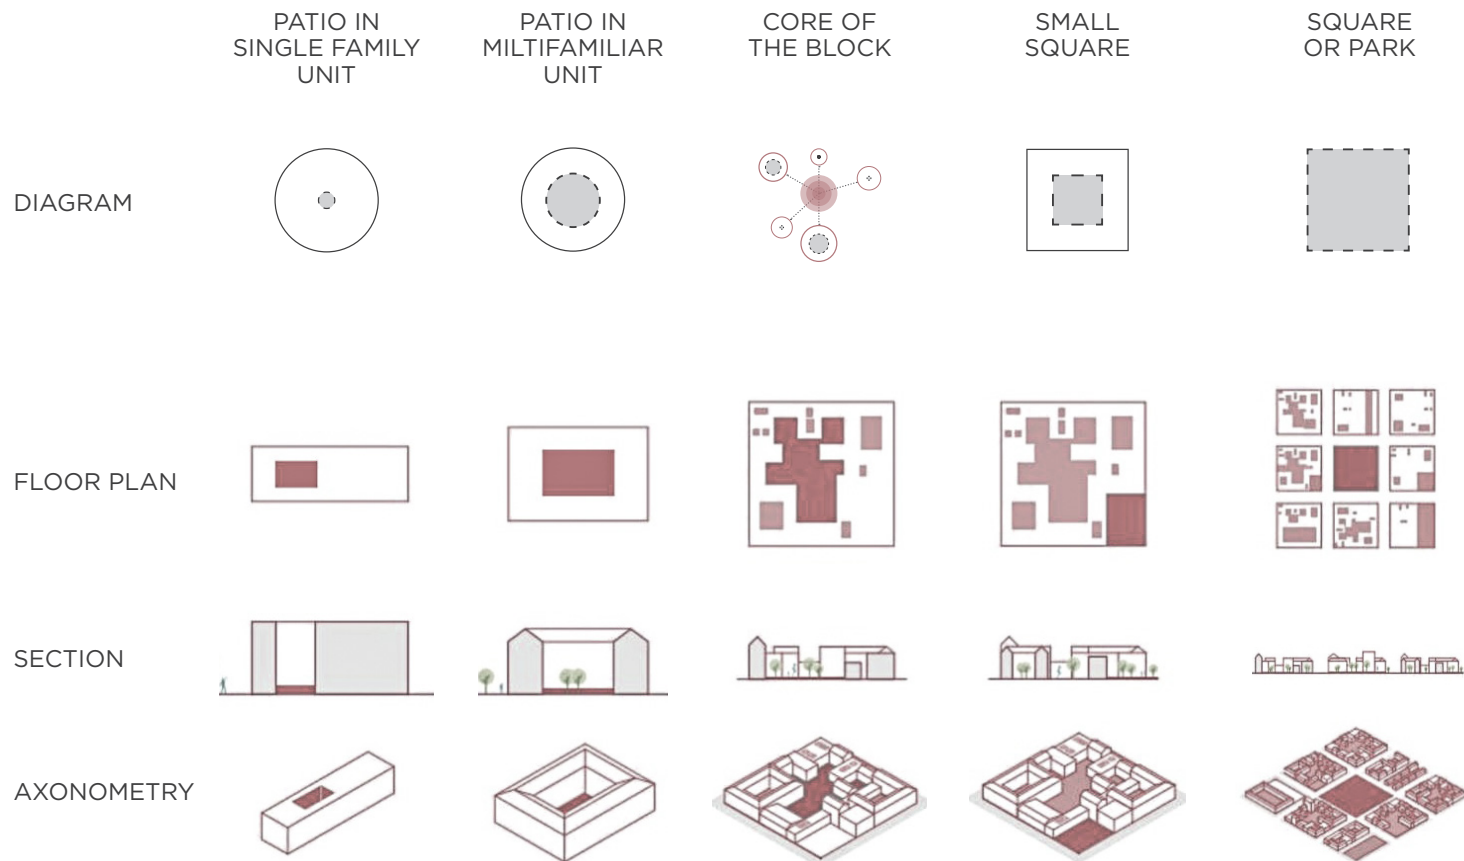 PATIO IN
SINGLE FAMILY
UNIT
PATIO IN
MILTIFAMILIAR
UNIT
CORE OF
THE BLOCK
SMALL
SQUARE
SQUARE
OR PARK
DIAGRAM
FLOOR PLAN
SECTION
AXONOMETRY